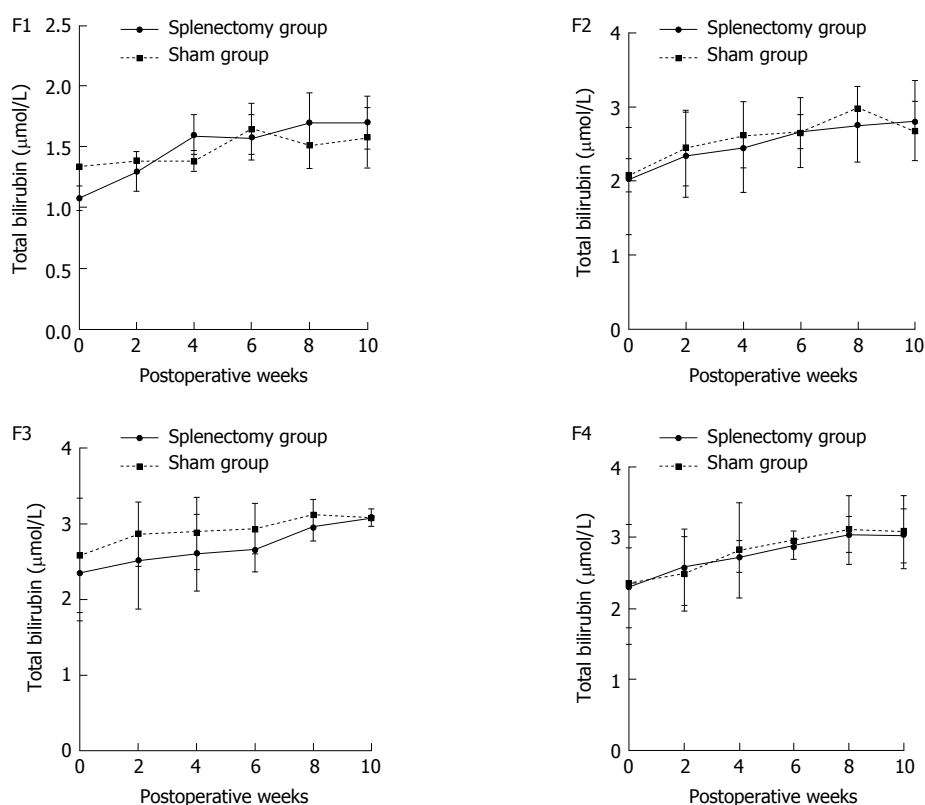 F1
Splenectomy group
Sham group
Total bilirubin (μmol/L)
2.5
2.0
1.5
1.0
0.5
0.0
0 2 4 6 8 10
Postoperative weeks
F2
Splenectomy group
Sham group
Total bilirubin (μmol/L)
4
3
2
1
0
0 2 4 6 8 10
Postoperative weeks
F3
Splenectomy group
Sham group
Total bilirubin (μmol/L)
4
3
2
1
0
0 2 4 6 8 10
Postoperative weeks
F4
Splenectomy group
Sham group
Total bilirubin (μmol/L)
4
3
2
1
0
0 2 4 6 8 10
Postoperative weeks